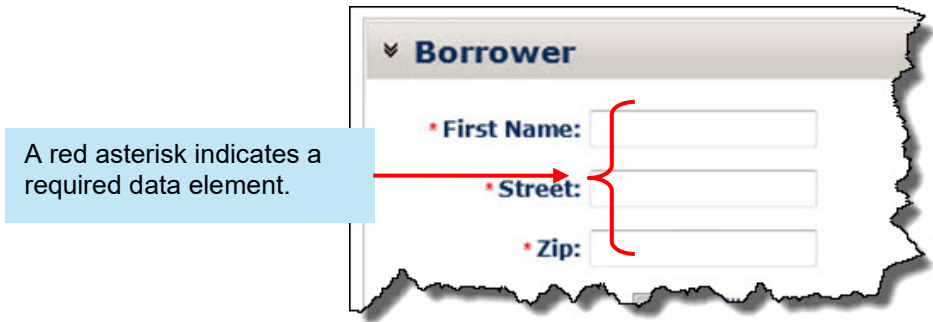 Borrower
* First Name:
A red asterisk indicates a
required data element.
* Street:
* Zip: